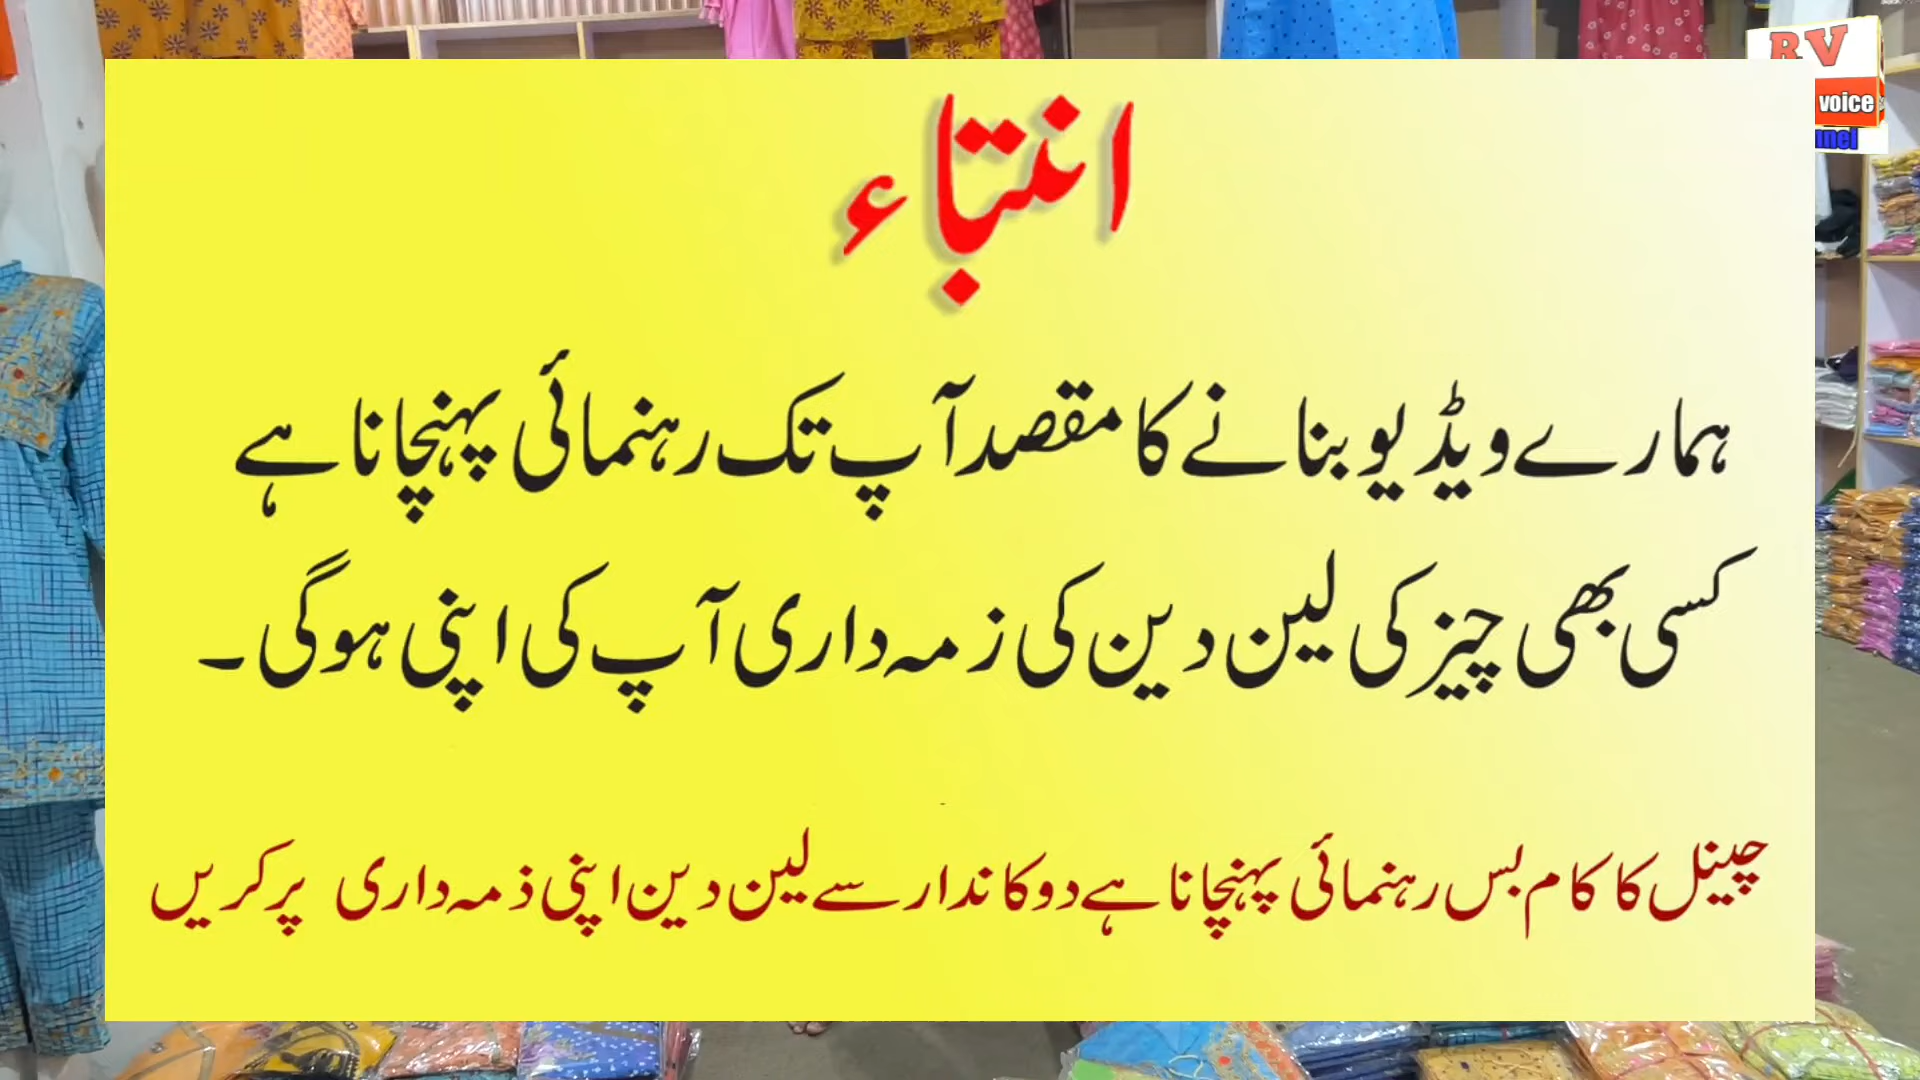 انتباء
ہمارے ویڈیو بنانے کا مقصد آپ تک رہنمائی پہنچانا ہے
کسی بھی چیز کی لین دین کی زمہ داری آپ کی اپنی ہوگی۔
چینل کا کام بس رہنمائی پہنچانا ہے دوکاندار سے لین دین اپنی ذمہ داری پر کریں
RV
voice